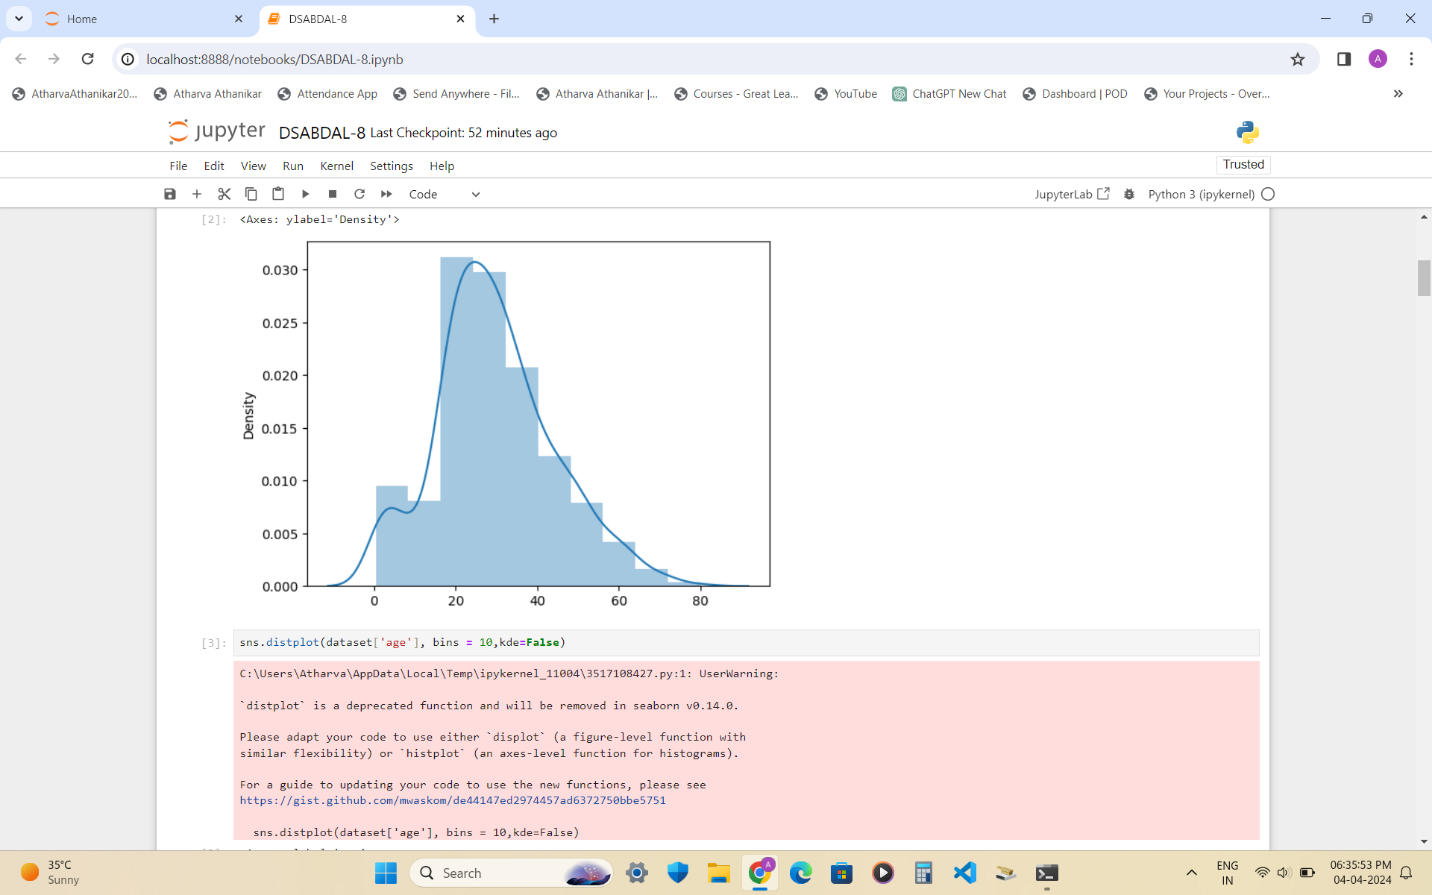 Home
DSABDAL-8
localhost:8888/notebooks/DSABDAL-8.ipynb
A
AtharvaAthanikar20...
Atharva Athanikar
Attendance App
Send Anywhere - Fil...
Atharva Athanikar |...
Courses - Great Lea...
YouTube
ChatGPT New Chat
Dashboard | POD
Your Projects - Over...
jupyter DSABDAL-8 Last Checkpoint: 52 minutes ago
File Edit View Run Kernel Settings Help
Trusted
Code
JupyterLab
Python 3 (ipykernel)
[2]: <Axes: ylabel='Density'>
0.030
0.025
0.020
0.015
0.010
0.005
0.000
Density
0 20 40 60 80
[3]: sns.distplot(dataset['age'], bins = 10,kde=False)
C:\Users\Atharva\AppData\Local\Temp\ipykernel_11004\3517108427.py:1: UserWarning:
`distplot` is a deprecated function and will be removed in seaborn v0.14.0.
Please adapt your code to use either `displot` (a figure-level function with
similar flexibility) or `histplot` (an axes-level function for histograms).
For a guide to updating your code to use the new functions, please see
https://gist.github.com/mwaskom/de44147ed2974457ad6372750bbe5751
sns.distplot(dataset['age'], bins = 10,kde=False)
35°C
Sunny
Search
A
ENG
IN
06:35:53 PM
04-04-2024